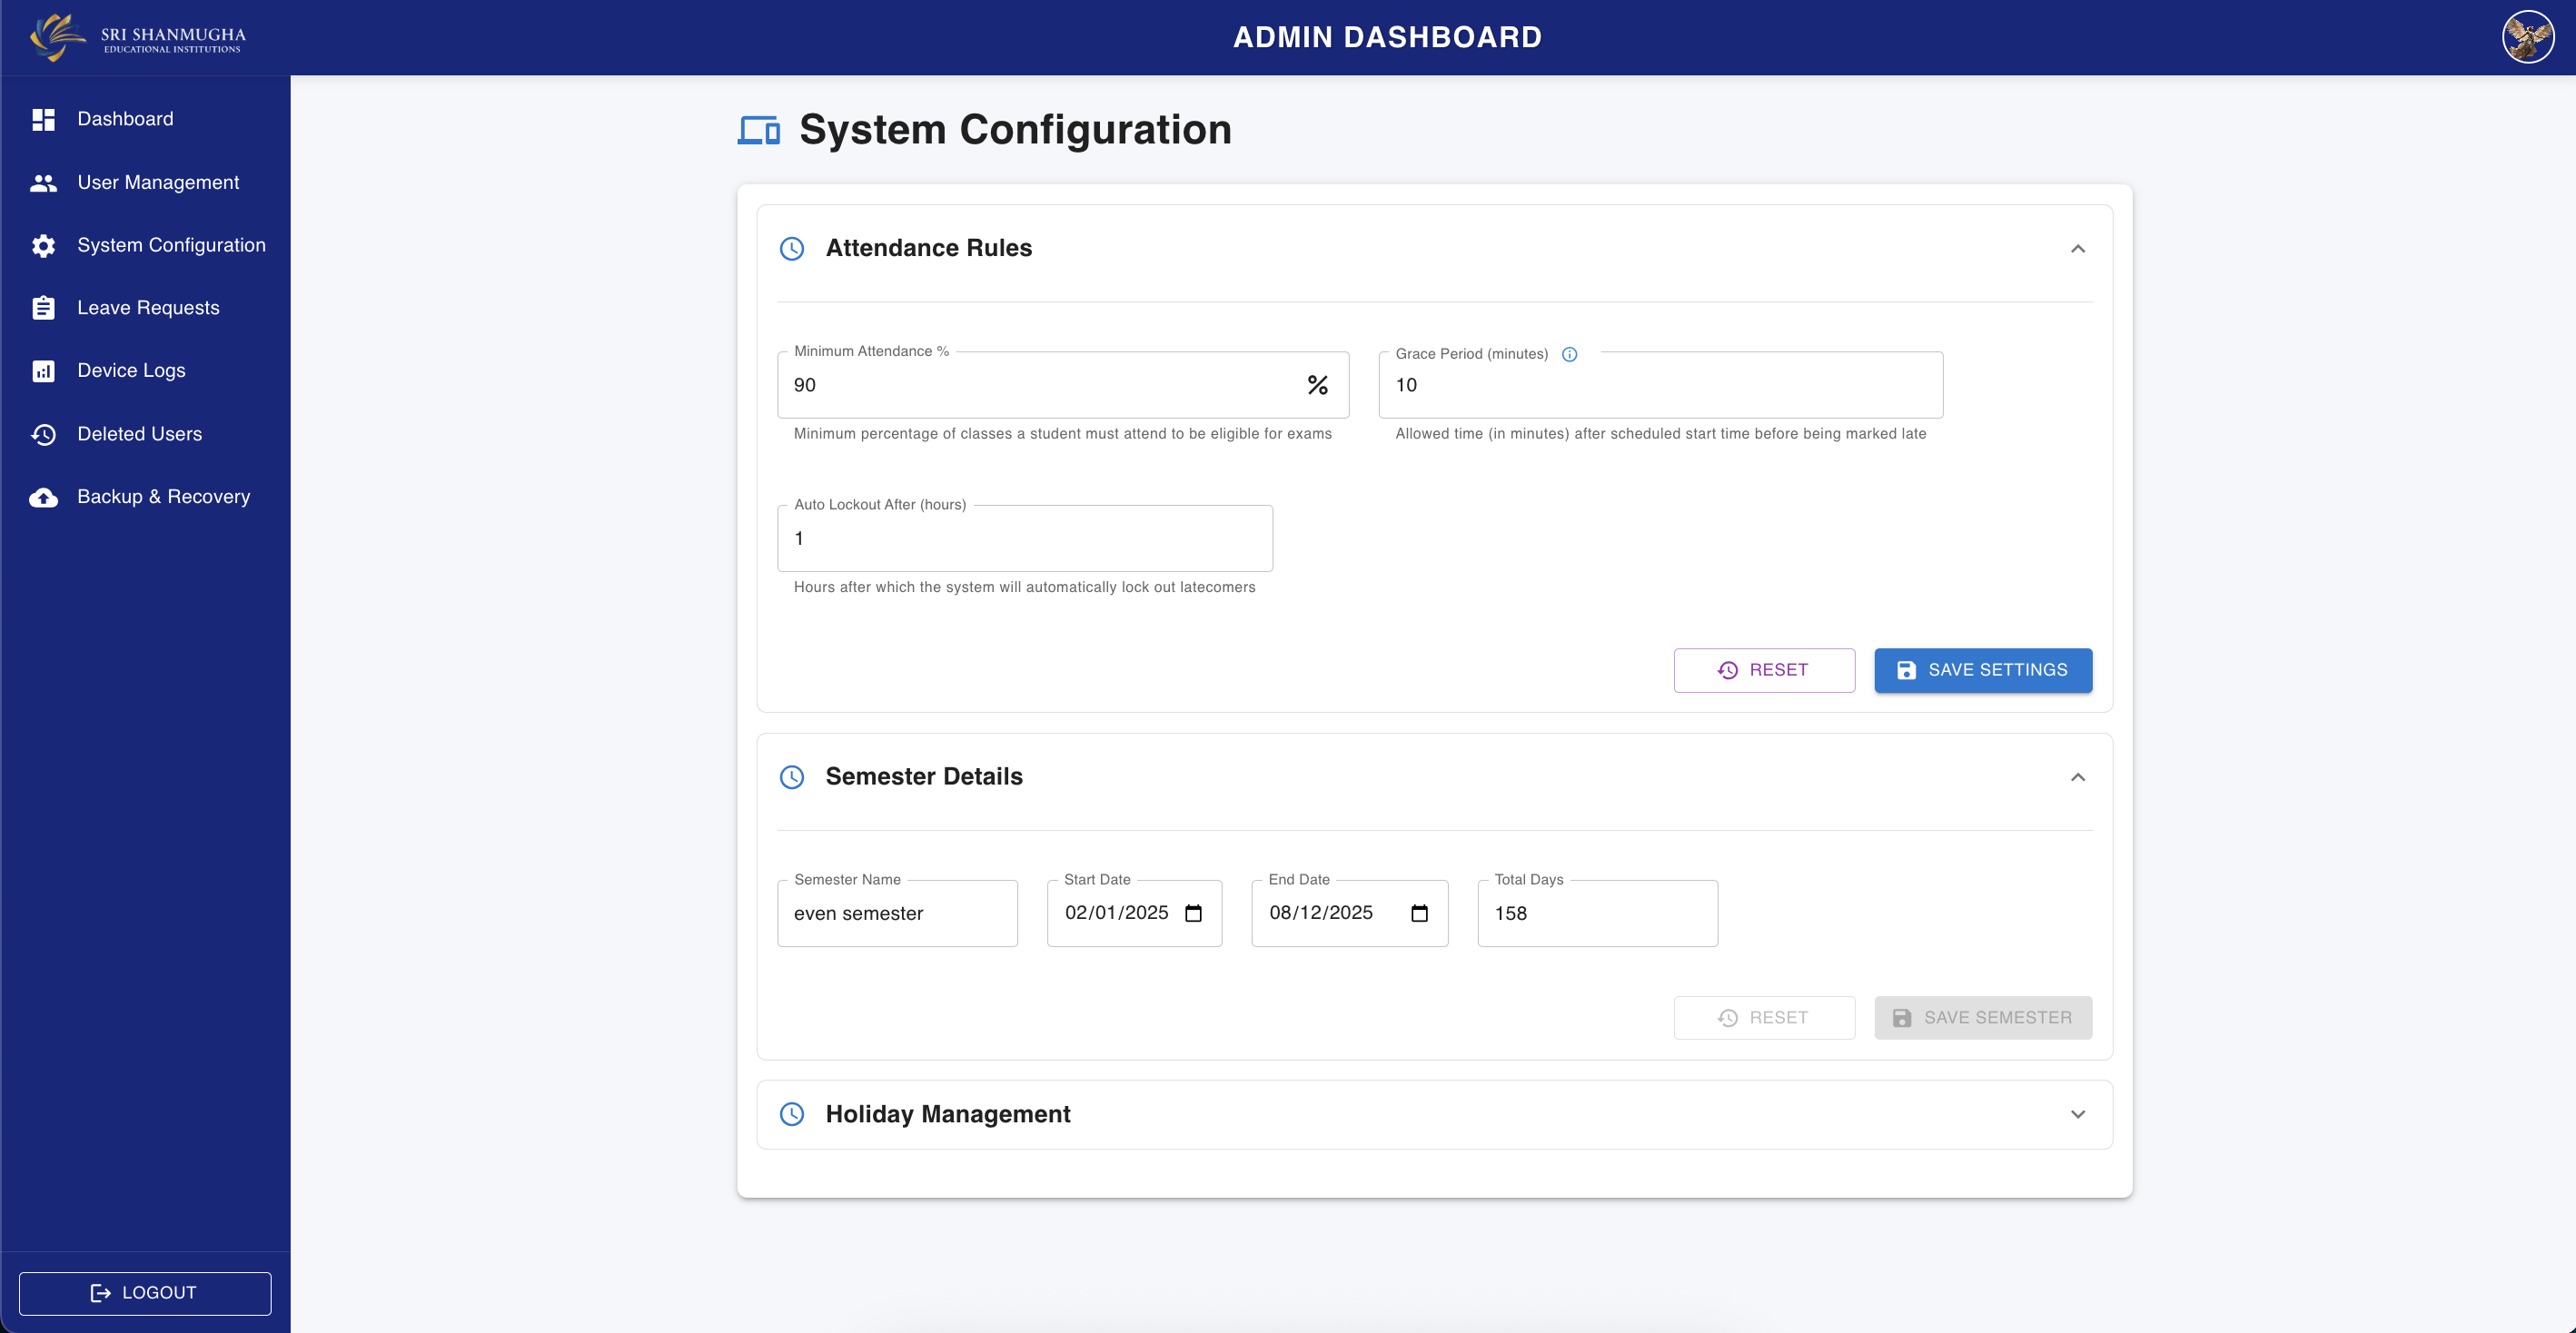 SRI SHANMUGHA
EDUCATIONAL INSTITUTIONS
ADMIN DASHBOARD
Dashboard
User Management
System Configuration
Leave Requests
Device Logs
Deleted Users
Backup & Recovery
LOGOUT
System Configuration
Attendance Rules
Minimum Attendance %
90 %
Minimum percentage of classes a student must attend to be eligible for exams
Grace Period (minutes)
10
Allowed time (in minutes) after scheduled start time before being marked late
Auto Lockout After (hours)
1
Hours after which the system will automatically lock out latecomers
RESET
SAVE SETTINGS
Semester Details
Semester Name
even semester
Start Date
02/01/2025
End Date
08/12/2025
Total Days
158
RESET
SAVE SEMESTER
Holiday Management